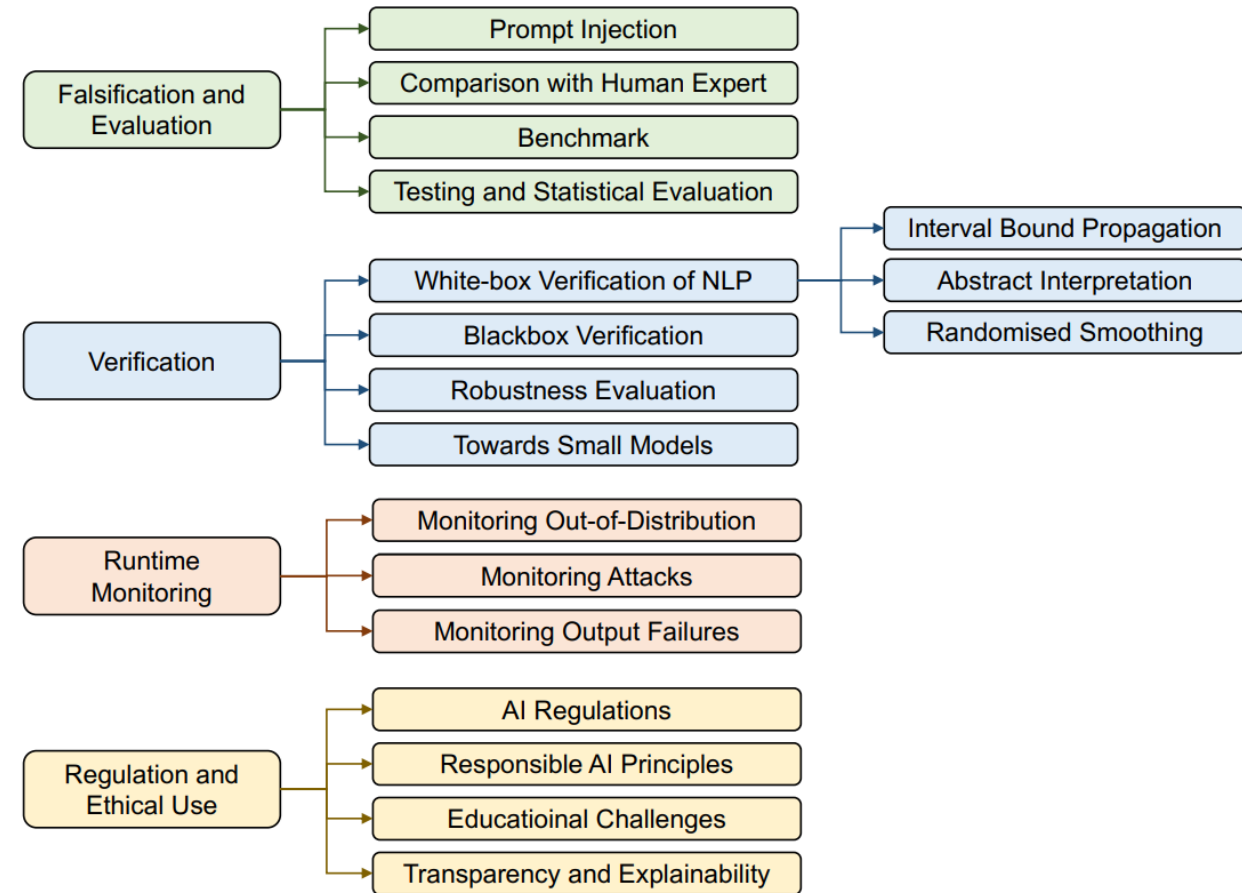 Falsification and
Evaluation
Prompt Injection
Comparison with Human Expert
Benchmark
Testing and Statistical Evaluation
Verification
White-box Verification of NLP
Blackbox Verification
Robustness Evaluation
Towards Small Models
Interval Bound Propagation
Abstract Interpretation
Randomised Smoothing
Runtime
Monitoring
Monitoring Out-of-Distribution
Monitoring Attacks
Monitoring Output Failures
Regulation and
Ethical Use
AI Regulations
Responsible AI Principles
Educatioinal Challenges
Transparency and Explainability